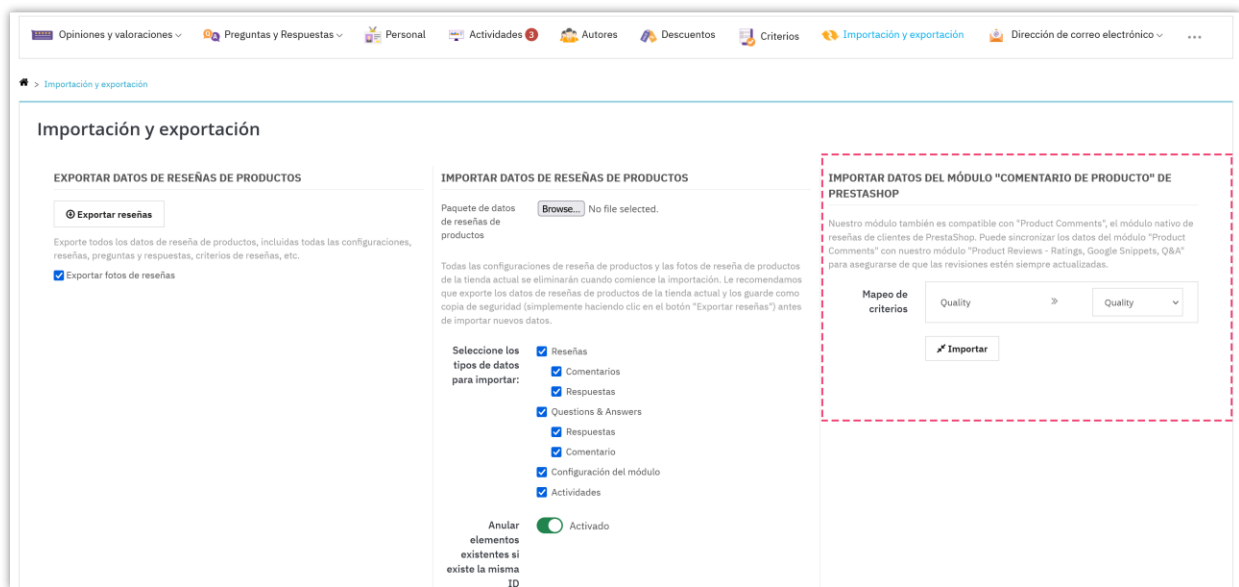 Opiniones y valoraciones
Preguntas y Respuestas
Personal
Actividades 3
Autores
Descuentos
Criterios
Importación y exportación
Dirección de correo electrónico
...
> Importación y exportación
Importación y exportación
EXPORTAR DATOS DE RESEÑAS DE PRODUCTOS
Exportar reseñas
Exporte todos los datos de reseña de productos, incluidas todas las configuraciones,
reseñas, preguntas y respuestas, criterios de reseñas, etc.
Exportar fotos de reseñas
IMPORTAR DATOS DE RESEÑAS DE PRODUCTOS
Paquete de datos
de reseñas de
productos
Browse... No file selected.
Todas las configuraciones de reseña de productos y las fotos de reseña de productos
de la tienda actual se eliminarán cuando comience la importación. Le recomendamos
que exporte los datos de reseñas de productos de la tienda actual y los guarde como
copia de seguridad (simplemente haciendo clic en el botón "Exportar reseñas") antes
de importar nuevos datos.
Seleccione los
tipos de datos
para importar:
Reseñas
Comentarios
Respuestas
Questions & Answers
Respuestas
Comentario
Configuración del módulo
Actividades
Anular
elementos
existentes si
existe la misma
ID
Activado
IMPORTAR DATOS DEL MÓDULO "COMENTARIO DE PRODUCTO" DE
PRESTASHOP
Nuestro módulo también es compatible con "Product Comments", el módulo nativo de
reseñas de clientes de PrestaShop. Puede sincronizar los datos del módulo "Product
Comments" con nuestro módulo "Product Reviews - Ratings, Google Snippets, Q&A"
para asegurarse de que las revisiones estén siempre actualizadas.
Mapeo de
criterios
Quality » Quality
Importar